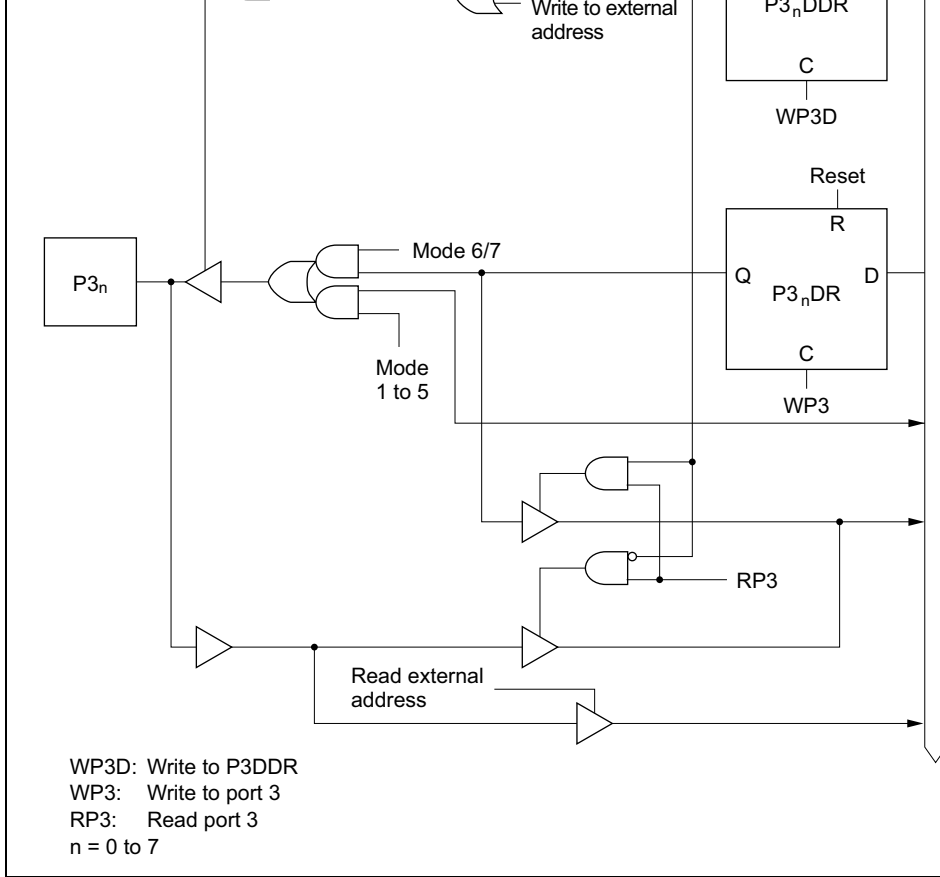 Write to external
address
P3nDDR
C
WP3D
Reset
R
Mode 6/7
P3n
Q
D
P3nDR
Mode
1 to 5
C
WP3
RP3
Read external
address
WP3D: Write to P3DDR
WP3: Write to port 3
RP3: Read port 3
n = 0 to 7